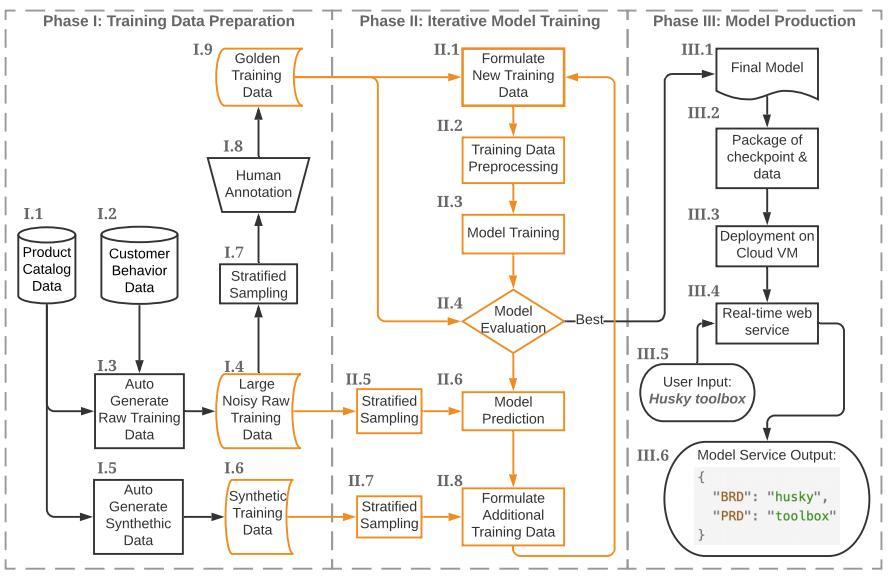 Phase I: Training Data Preparation
I.9
Golden
Training
Data
I.8
Human
Annotation
I.1
Product
Catalog
Data
I.2
Customer
Behavior
Data
I.7
Stratified
Sampling
I.3
Auto
Generate
Raw Training
Data
I.4
Large
Noisy Raw
Training
Data
I.5
Auto
Generate
Synthethic
Data
I.6
Synthetic
Training
Data
Phase II: Iterative Model Training
II.1
Formulate
New Training
Data
II.2
Training Data
Preprocessing
II.3
Model Training
II.4
Model
Evaluation
Best
II.5
Stratified
Sampling
II.6
Model
Prediction
II.7
Stratified
Sampling
II.8
Formulate
Additional
Training Data
Phase III: Model Production
III.1
Final Model
III.2
Package of
checkpoint &
data
III.3
Deployment on
Cloud VM
III.4
Real-time web
service
III.5
User Input:
Husky toolbox
III.6
Model Service Output:
{
"BRD": "husky",
"PRD": "toolbox"
}